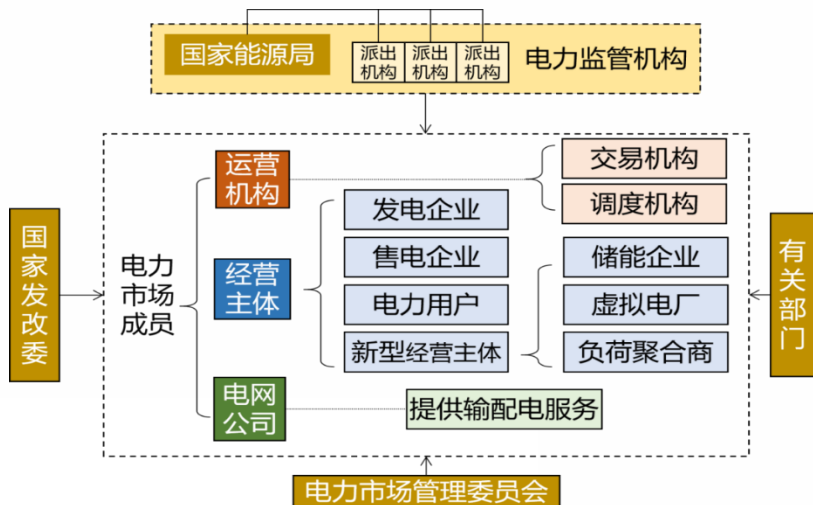 国家能源局
派出
机构
派出
机构
派出
机构
电力监管机构
国家发改委
电力
市场
成员
运营
机构
交易机构
调度机构
经营
主体
发电企业
售电企业
电力用户
新型经营主体
储能企业
虚拟电厂
负荷聚合商
电网
公司
提供输配电服务
有关部门
电力市场管理委员会